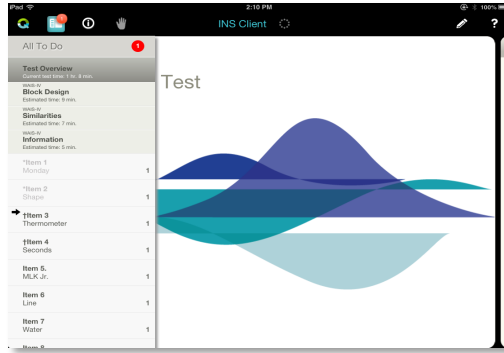 iPad 2:10 PM 100%
INS Client ?
All To Do 1
Test Overview
Current test time: 1 hr. 8 min.
WAIS-IV
Block Design
Estimated time: 9 min.
WAIS-IV
Similarities
Estimated time: 7 min.
WAIS-IV
Information
Estimated time: 5 min.
Test
*Item 1
Monday 1
*Item 2
Shape 1
†Item 3
Thermometer 1
†Item 4
Seconds 1
Item 5.
MLK Jr. 1
Item 6
Line 1
Item 7
Water 1
Item 8